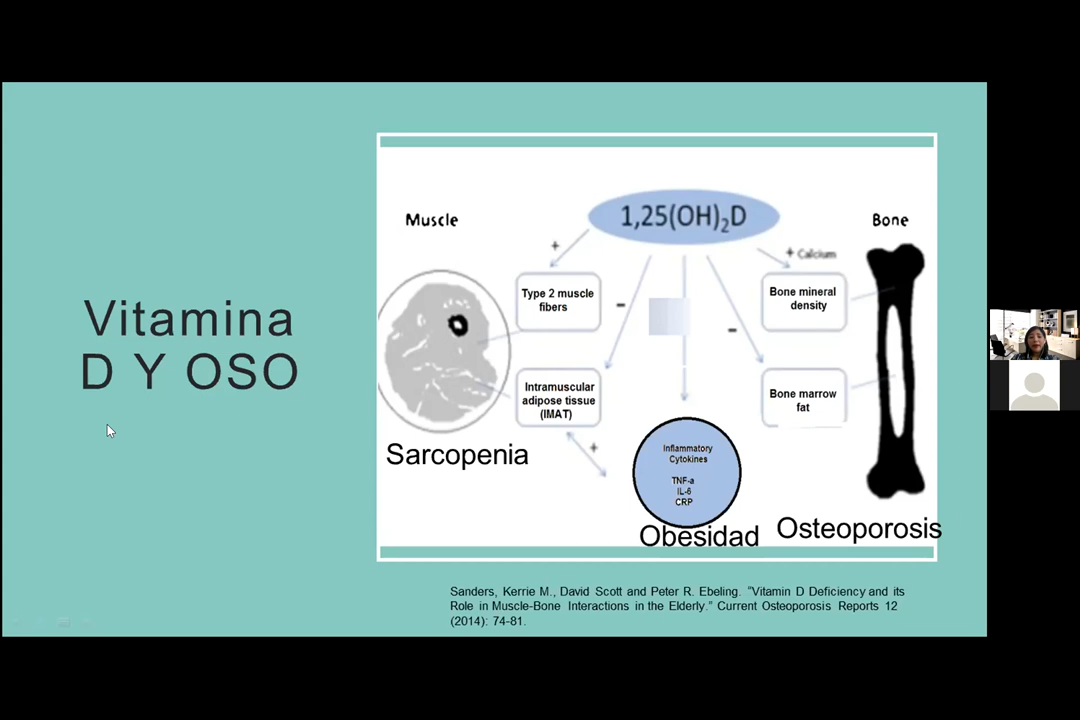 Vitamina
D Y OSO
1,25(OH)₂D
Muscle
Bone
+
+ Calcium
Type 2 muscle
fibers
-
-
Bone mineral
density
Intramuscular
adipose tissue
(IMAT)
Bone marrow
fat
+
Sarcopenia
Inflammatory
Cytokines
TNF-a
IL-6
CRP
Obesidad
Osteoporosis
Sanders, Kerrie M., David Scott and Peter R. Ebeling. “Vitamin D Deficiency and its
Role in Muscle-Bone Interactions in the Elderly.” Current Osteoporosis Reports 12
(2014): 74-81.